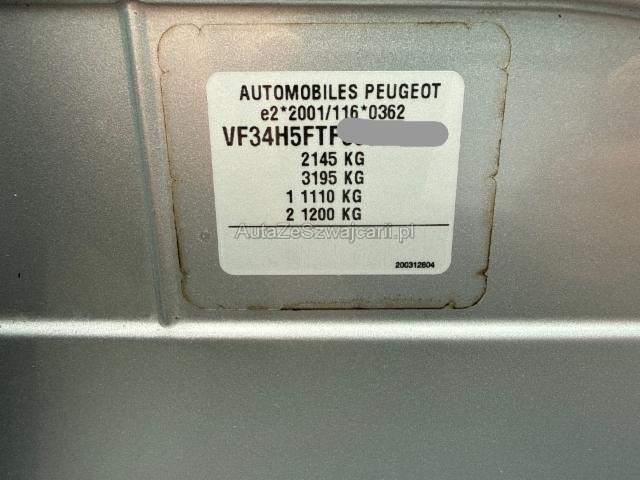 AUTOMOBILES PEUGEOT
e2*2001/116*0362
VF34H5FTF
2145 KG
3195 KG
1 1110 KG
2 1200 KG
AutaZeSzwajcarii.pl
200312804